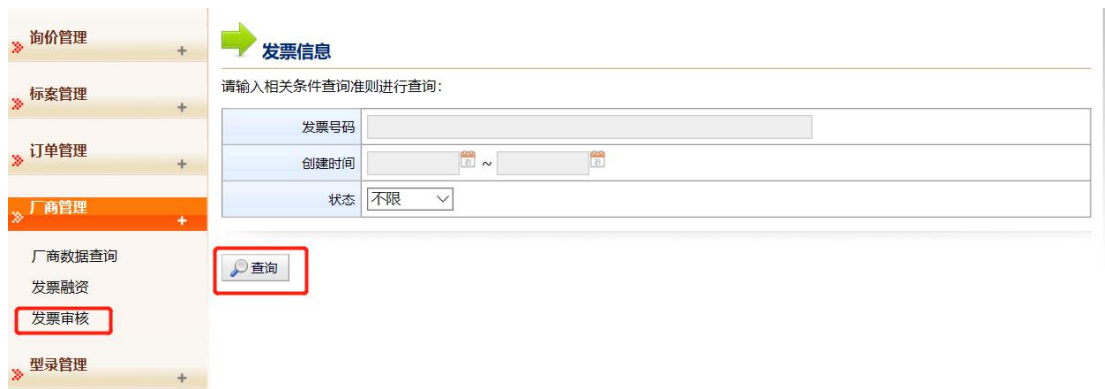 询价管理
标案管理
订单管理
厂商管理
厂商数据查询
发票融资
发票审核
型录管理
发票信息
请输入相关条件查询准则进行查询：
发票号码
创建时间 ~
状态 不限
查询